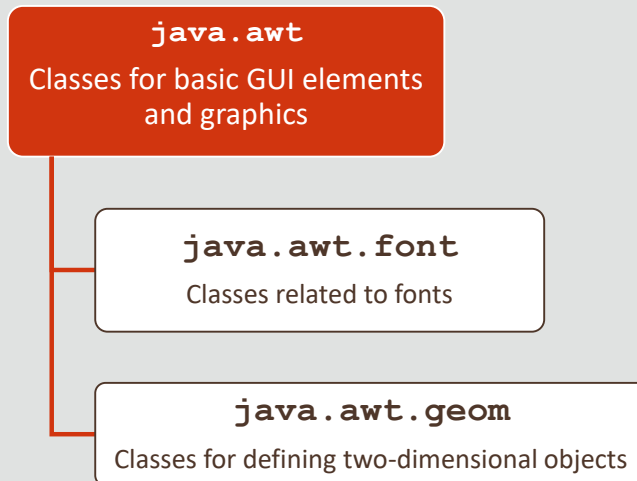 java.awt
Classes for basic GUI elements
and graphics
java.awt.font
Classes related to fonts
java.awt.geom
Classes for defining two-dimensional objects